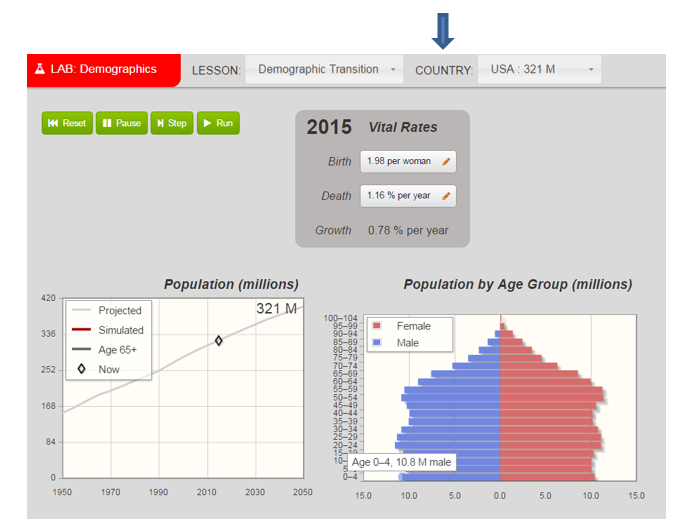 LAB: Demographics
LESSON: Demographic Transition
COUNTRY: USA : 321 M
Reset
Pause
Step
Run
2015 Vital Rates
Birth 1.98 per woman
Death 1.16 % per year
Growth 0.78 % per year
Population (millions)
420
336
252
168
84
0
Projected
Simulated
Age 65+
Now
321 M
1950 1970 1990 2010 2030 2050
Population by Age Group (millions)
100–104
95–99
90–94
85–89
80–84
75–79
70–74
65–69
60–64
55–59
50–54
45–49
40–44
35–39
30–34
25–29
20–24
0–4
Female
Male
Age 0–4, 10.8 M male
15.0 10.0 5.0 0.0 5.0 10.0 15.0